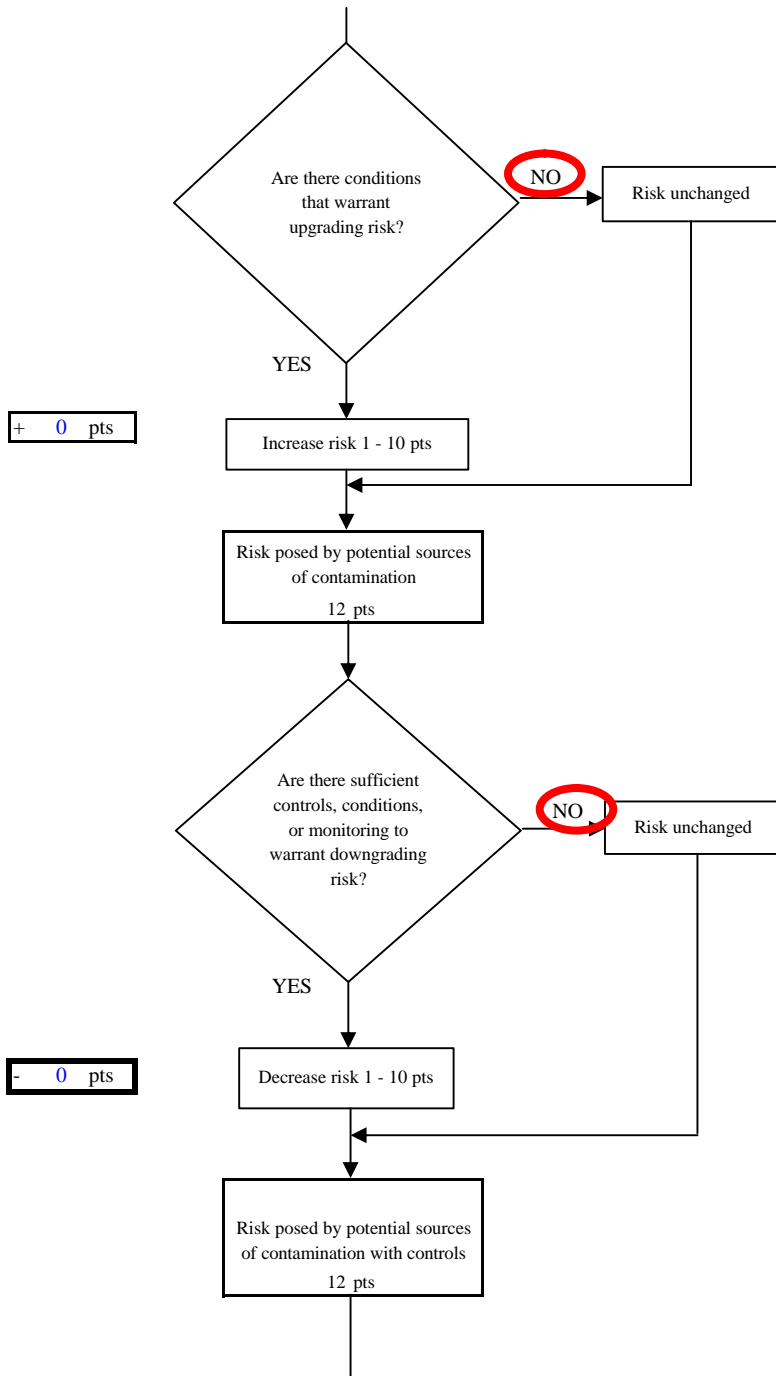 Are there conditions
that warrant
upgrading risk?
NO
Risk unchanged
YES
+ 0 pts
Increase risk 1 - 10 pts
Risk posed by potential sources
of contamination
12 pts
Are there sufficient
controls, conditions,
or monitoring to
warrant downgrading
risk?
NO
Risk unchanged
YES
- 0 pts
Decrease risk 1 - 10 pts
Risk posed by potential sources
of contamination with controls
12 pts